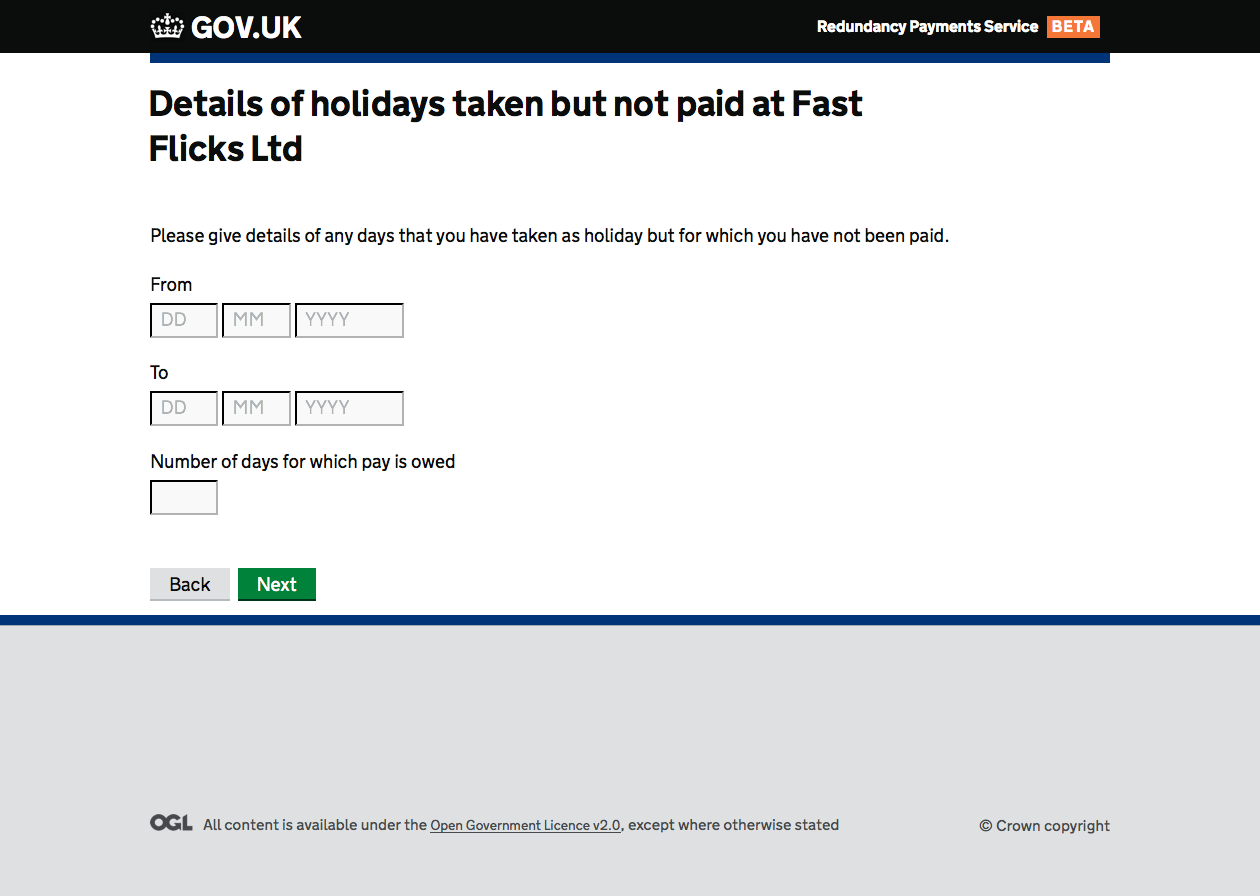 GOV.UK
Redundancy Payments Service BETA
Details of holidays taken but not paid at Fast
Flicks Ltd
Please give details of any days that you have taken as holiday but for which you have not been paid.
From
DD MM YYYY
To
DD MM YYYY
Number of days for which pay is owed
Back Next
OGL All content is available under the Open Government Licence v2.0, except where otherwise stated
© Crown copyright